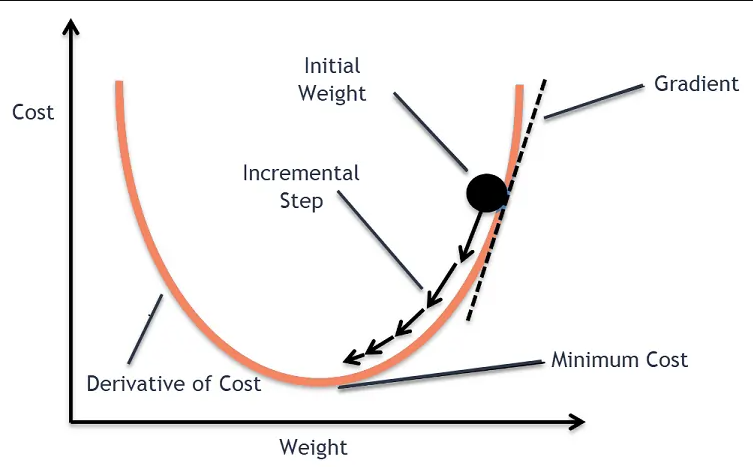 Initial
Weight
Gradient
Cost
Incremental
Step
Minimum Cost
Derivative of Cost
Weight